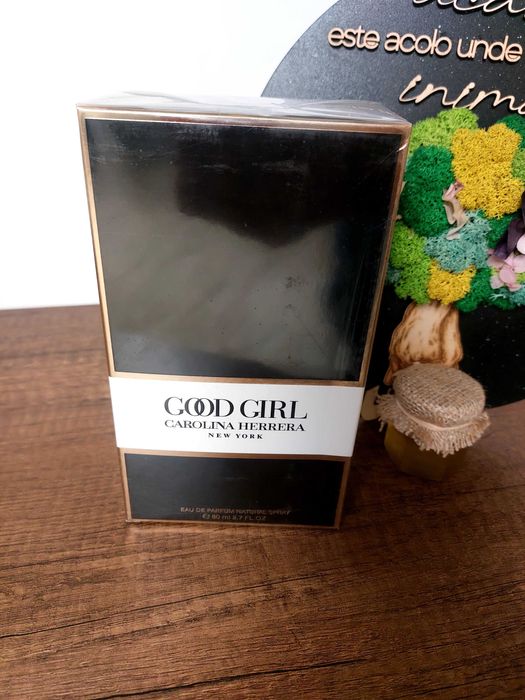 este acolo unde
inim
GOOD GIRL
CAROLINA HERRERA
NEW YORK
EAU DE PARFUM NATURAL SPRAY
℮ 80 ml 2.7 FL.OZ